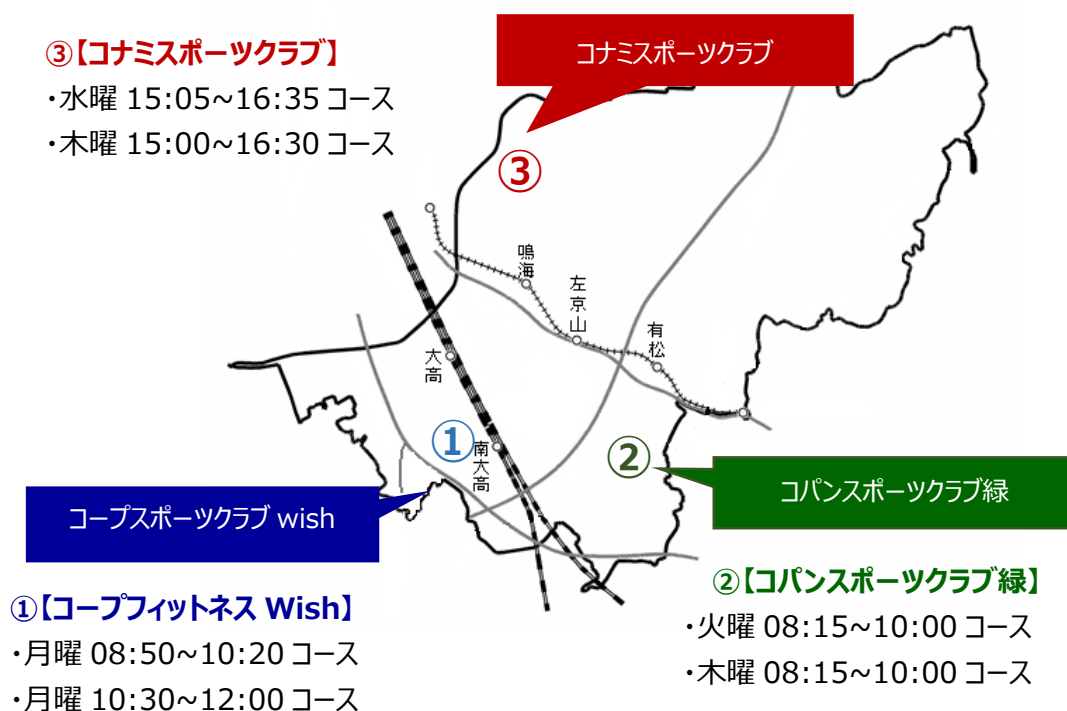 ③【コナミスポーツクラブ】
・水曜 15:05~16:35 コース
・木曜 15:00~16:30 コース
コナミスポーツクラブ
③
鳴海
左京山
有松
大高
①
南大高
②
コープスポーツクラブ wish
コパンスポーツクラブ緑
①【コープフィットネス Wish】
・月曜 08:50~10:20 コース
・月曜 10:30~12:00 コース
②【コパンスポーツクラブ緑】
・火曜 08:15~10:00 コース
・木曜 08:15~10:00 コース